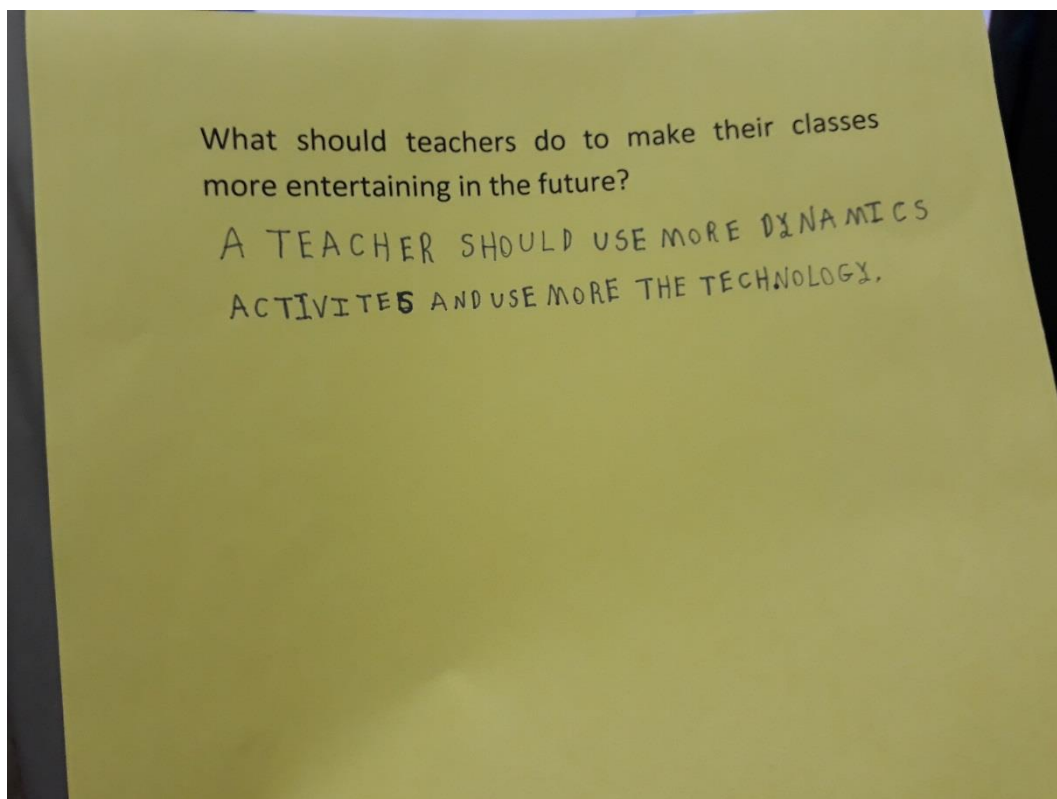 What should teachers do to make their classes
more entertaining in the future?
A TEACHER SHOULD USE MORE DYNAMICS
ACTIVITES AND USE MORE THE TECHNOLOGY.